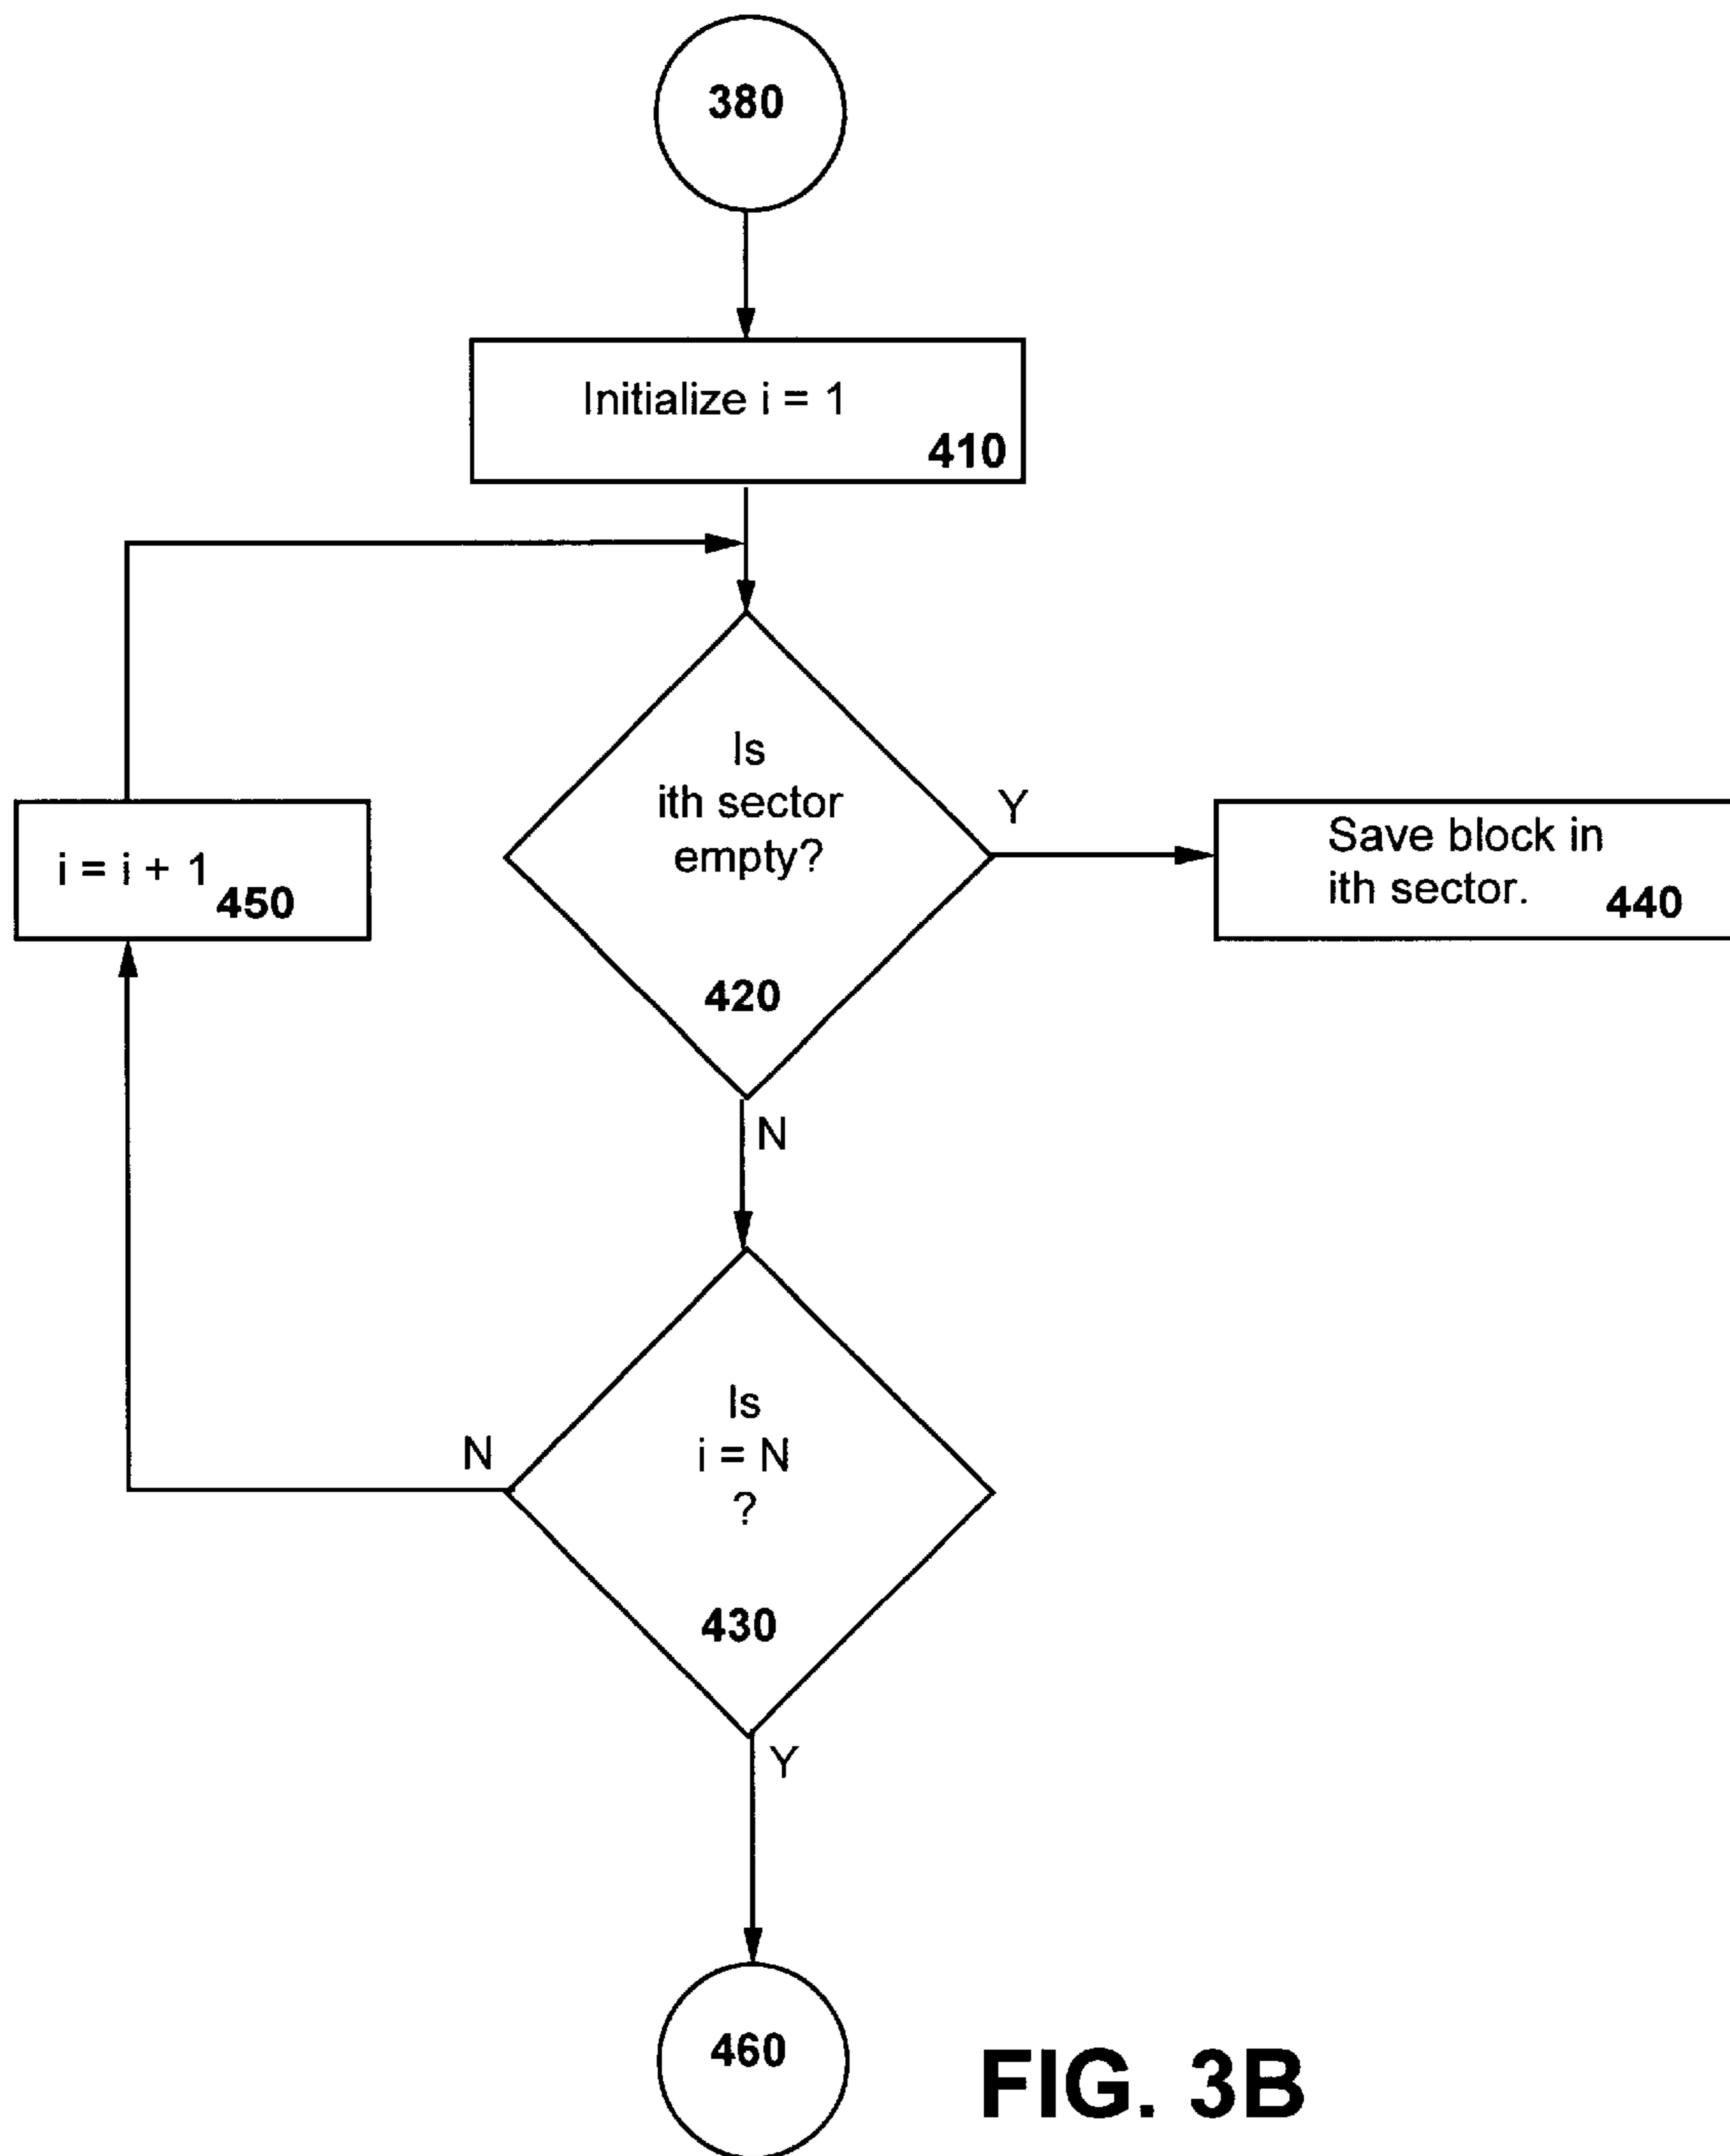 380
Initialize i = 1
410
Is
ith sector
empty?
420
Y
Save block in
ith sector.
440
i = i + 1
450
N
Is
i = N
?
430
N
Y
460
FIG. 3B